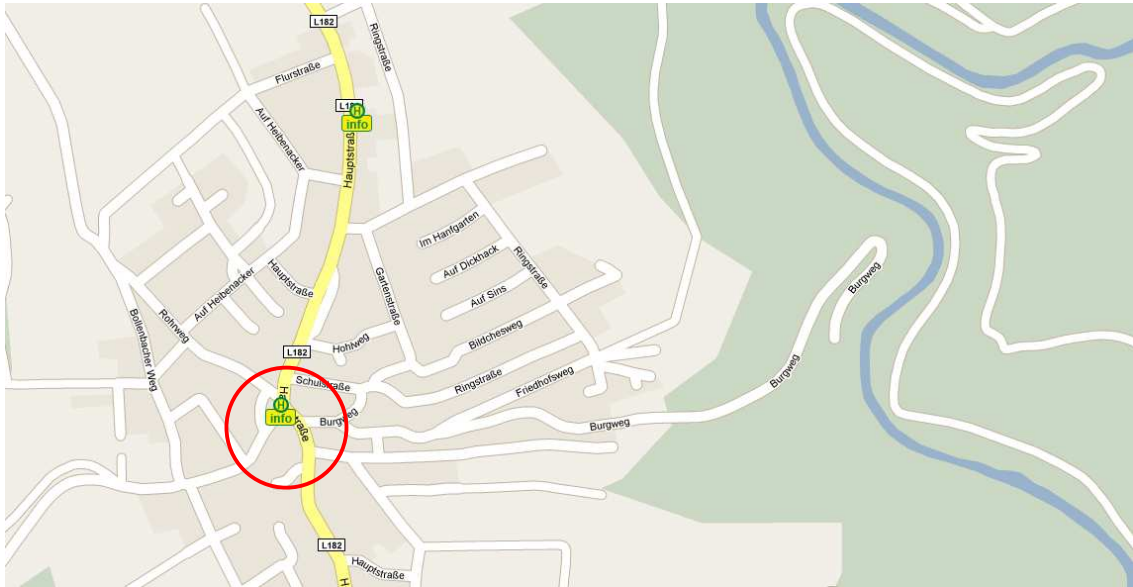 L182
Ringstraße
Flurstraße
H
info
Auf Heibenacker
Hauptstraße
Im Hanfgarten
Auf Dickhack
Ringstraße
Burgweg
Hauptstraße
Auf Heibenacker
Gartenstraße
Auf Sins
Bollenbacher Weg
Rohrweg
Bildchesweg
Hohlweg
L182
Schulstraße
Ringstraße
Friedhofsweg
Burgweg
H
info
Burgweg
Burgweg
L182
Hauptstraße